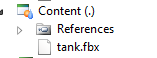 Content (.)
References
tank.fbx